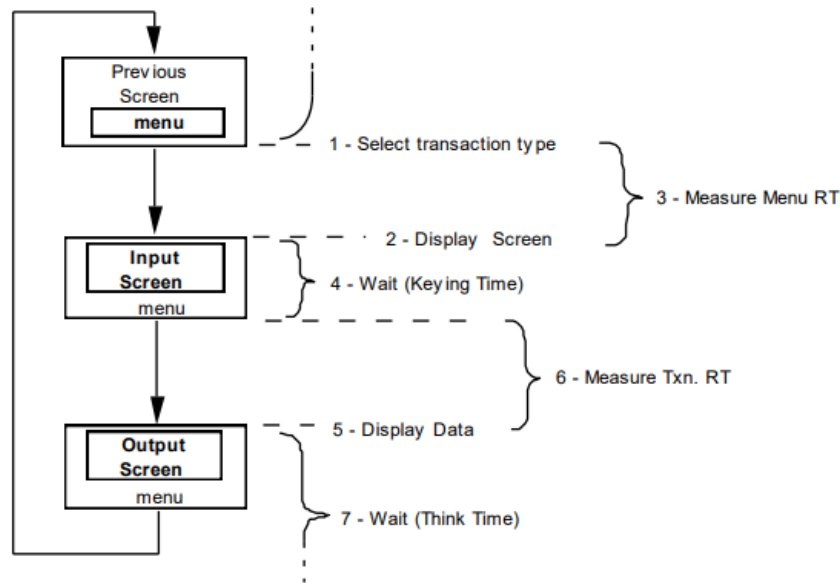 Previous
Screen
menu
1 - Select transaction type
3 - Measure Menu RT
2 - Display Screen
Input
Screen
menu
4 - Wait (Keying Time)
6 - Measure Txn. RT
5 - Display Data
Output
Screen
menu
7 - Wait (Think Time)